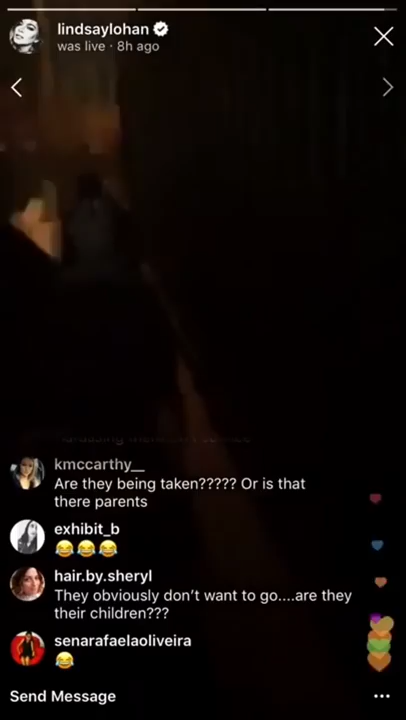 lindsaylohan
was live · 8h ago
kmccarthy__
Are they being taken????? Or is that
there parents
exhibit_b
😂😂😂
hair.by.sheryl
They obviously don’t want to go....are they
their children???
senarafaelaoliveira
😂
Send Message